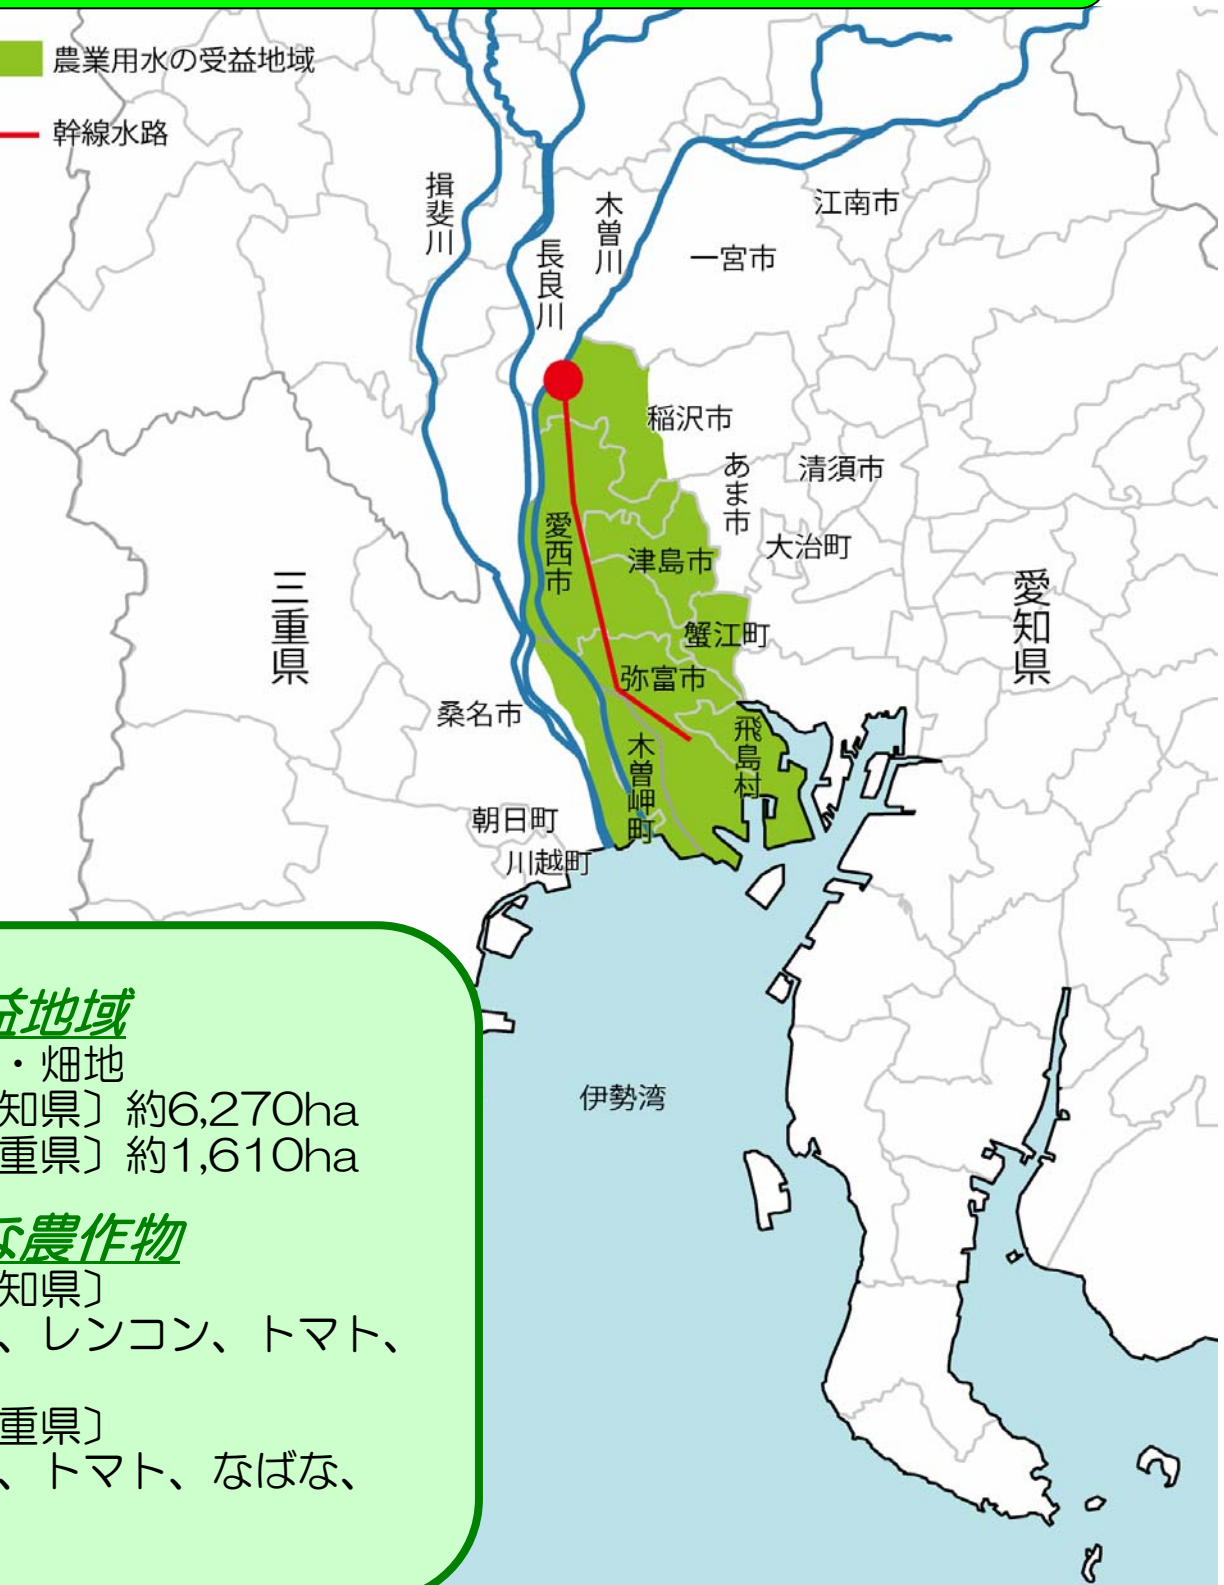 農業用水の受益地域
幹線水路
揖斐川
長良川
木曽川
江南市
一宮市
稲沢市
あま市
清須市
大治町
愛西市
津島市
蟹江町
弥富市
三重県
愛知県
桑名市
木曽岬町
飛島村
朝日町
川越町
伊勢湾
益地域
・畑地
知県〕約6,270ha
重県〕約1,610ha
な農作物
知県〕
、レンコン、トマト、
重県〕
、トマト、なばな、